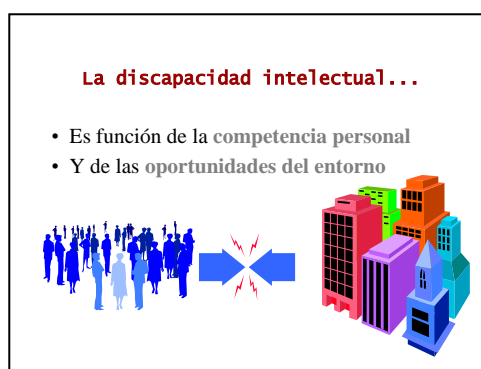 La discapacidad intelectual...
• Es función de la competencia personal
• Y de las oportunidades del entorno